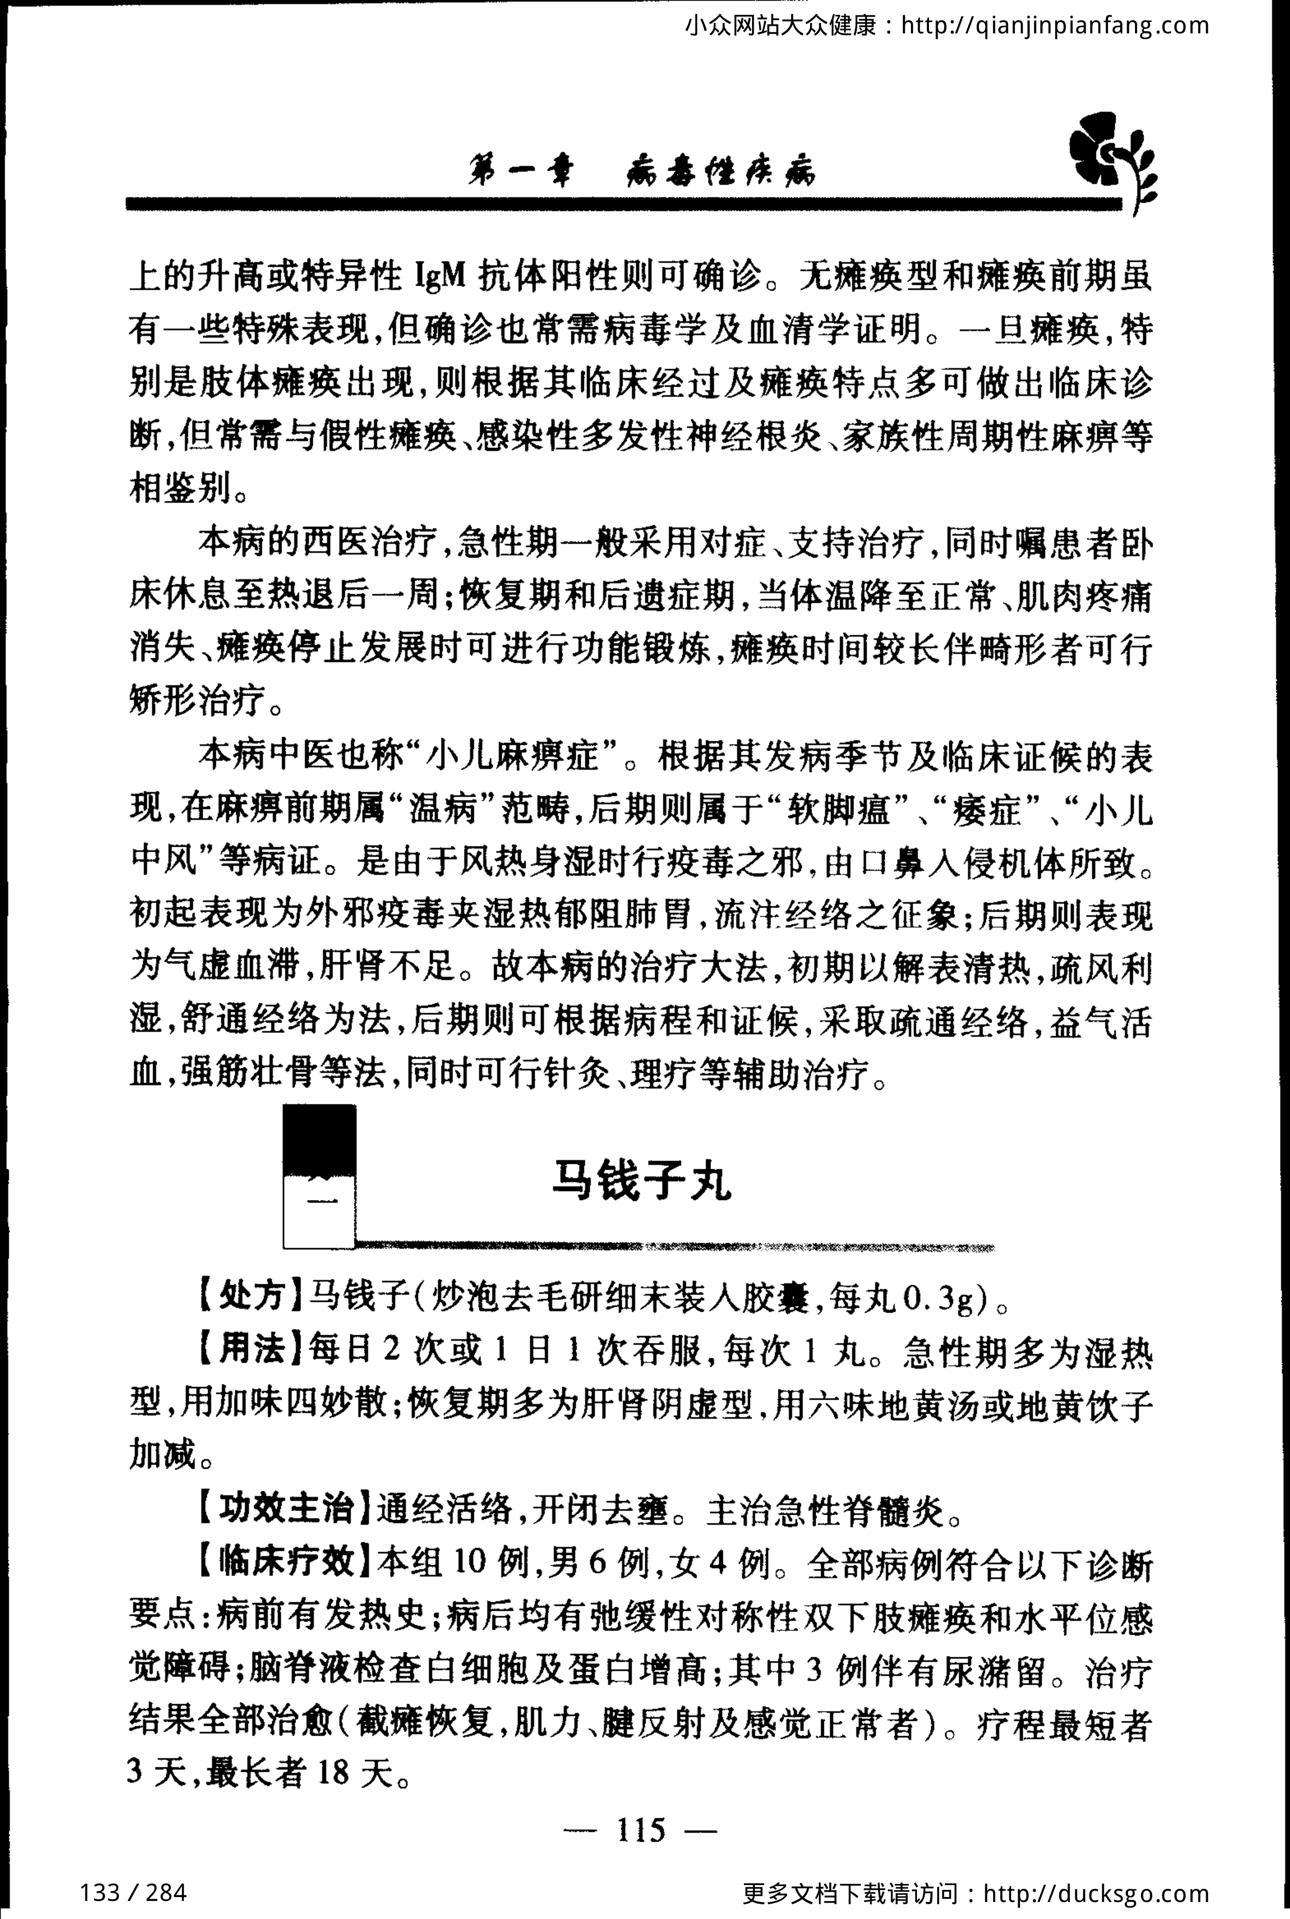 小众网站大众健康：http://qianjinpianfang.com
第一章 病毒性疾病
上的升高或特异性 IgM 抗体阳性则可确诊。无瘫痪型和瘫痪前期虽
有一些特殊表现,但确诊也常需病毒学及血清学证明。一旦瘫痪,特
别是肢体瘫痪出现,则根据其临床经过及瘫痪特点多可做出临床诊
断,但常需与假性瘫痪、感染性多发性神经根炎、家族性周期性麻痹等
相鉴别。
本病的西医治疗,急性期一般采用对症、支持治疗,同时嘱患者卧
床休息至热退后一周;恢复期和后遗症期,当体温降至正常、肌肉疼痛
消失、瘫痪停止发展时可进行功能锻炼,瘫痪时间较长伴畸形者可行
矫形治疗。
本病中医也称“小儿麻痹症”。根据其发病季节及临床证候的表
现,在麻痹前期属“温病”范畴,后期则属于“软脚瘟”、“痿症”、“小儿
中风”等病证。是由于风热身湿时行疫毒之邪,由口鼻入侵机体所致。
初起表现为外邪疫毒夹湿热郁阻肺胃,流注经络之征象;后期则表现
为气虚血滞,肝肾不足。故本病的治疗大法,初期以解表清热,疏风利
湿,舒通经络为法,后期则可根据病程和证候,采取疏通经络,益气活
血,强筋壮骨等法,同时可行针灸、理疗等辅助治疗。
一
马钱子丸
【处方】马钱子(炒泡去毛研细末装人胶囊,每丸0.3g)。
【用法】每日 2 次或 1 日 1 次吞服,每次 1 丸。急性期多为湿热
型,用加味四妙散;恢复期多为肝肾阴虚型,用六味地黄汤或地黄饮子
加减。
【功效主治】通经活络,开闭去壅。主治急性脊髓炎。
【临床疗效】本组 10 例,男 6 例,女 4 例。全部病例符合以下诊断
要点:病前有发热史;病后均有弛缓性对称性双下肢瘫痪和水平位感
觉障碍;脑脊液检查白细胞及蛋白增高;其中 3 例伴有尿潴留。治疗
结果全部治愈(截瘫恢复,肌力、腱反射及感觉正常者)。疗程最短者
3 天,最长者 18 天。
— 115 —
133 / 284
更多文档下载请访问：http://ducksgo.com